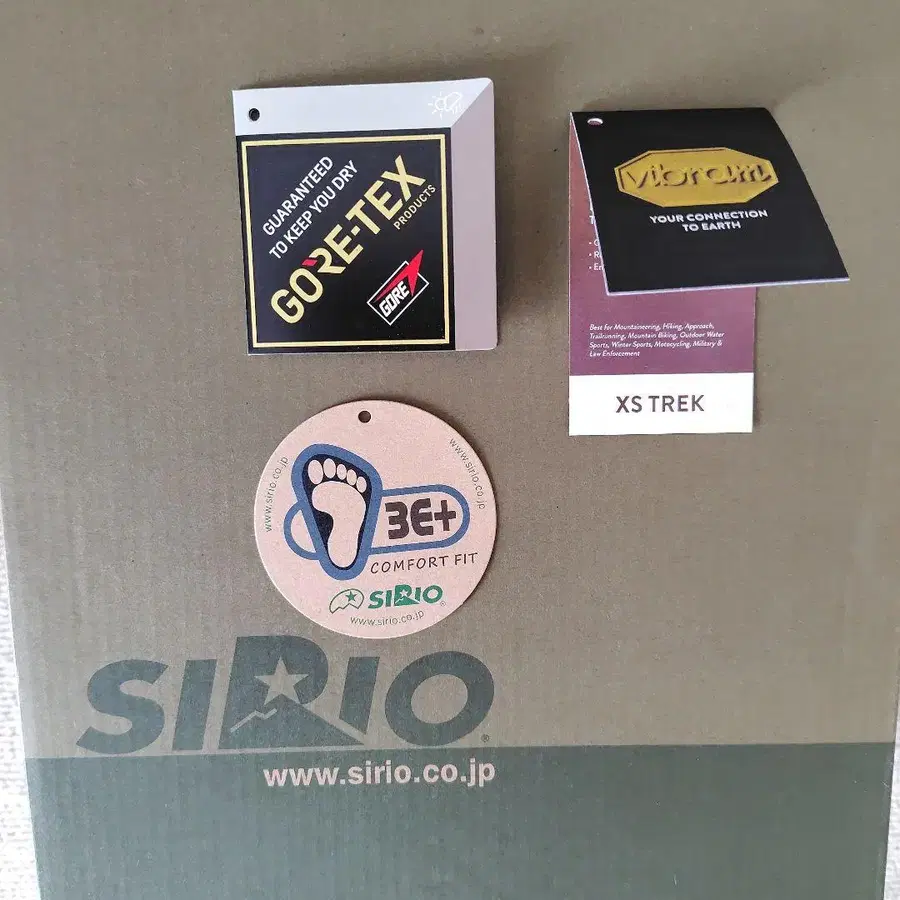 GUARANTEED
TO KEEP YOU DRY
GORE-TEX
PRODUCTS
GORE
vibram
YOUR CONNECTION
TO EARTH
Best for Mountaineering, Hiking, Approach,
Trailrunning, Mountain Biking, Outdoor Water
Sports, Winter Sports, Motocycling, Military &
Law Enforcement
XS TREK
www.sirio.co.jp
www.sirio.co.jp
3E+
COMFORT FIT
SIRIO
www.sirio.co.jp
SIRIO
www.sirio.co.jp